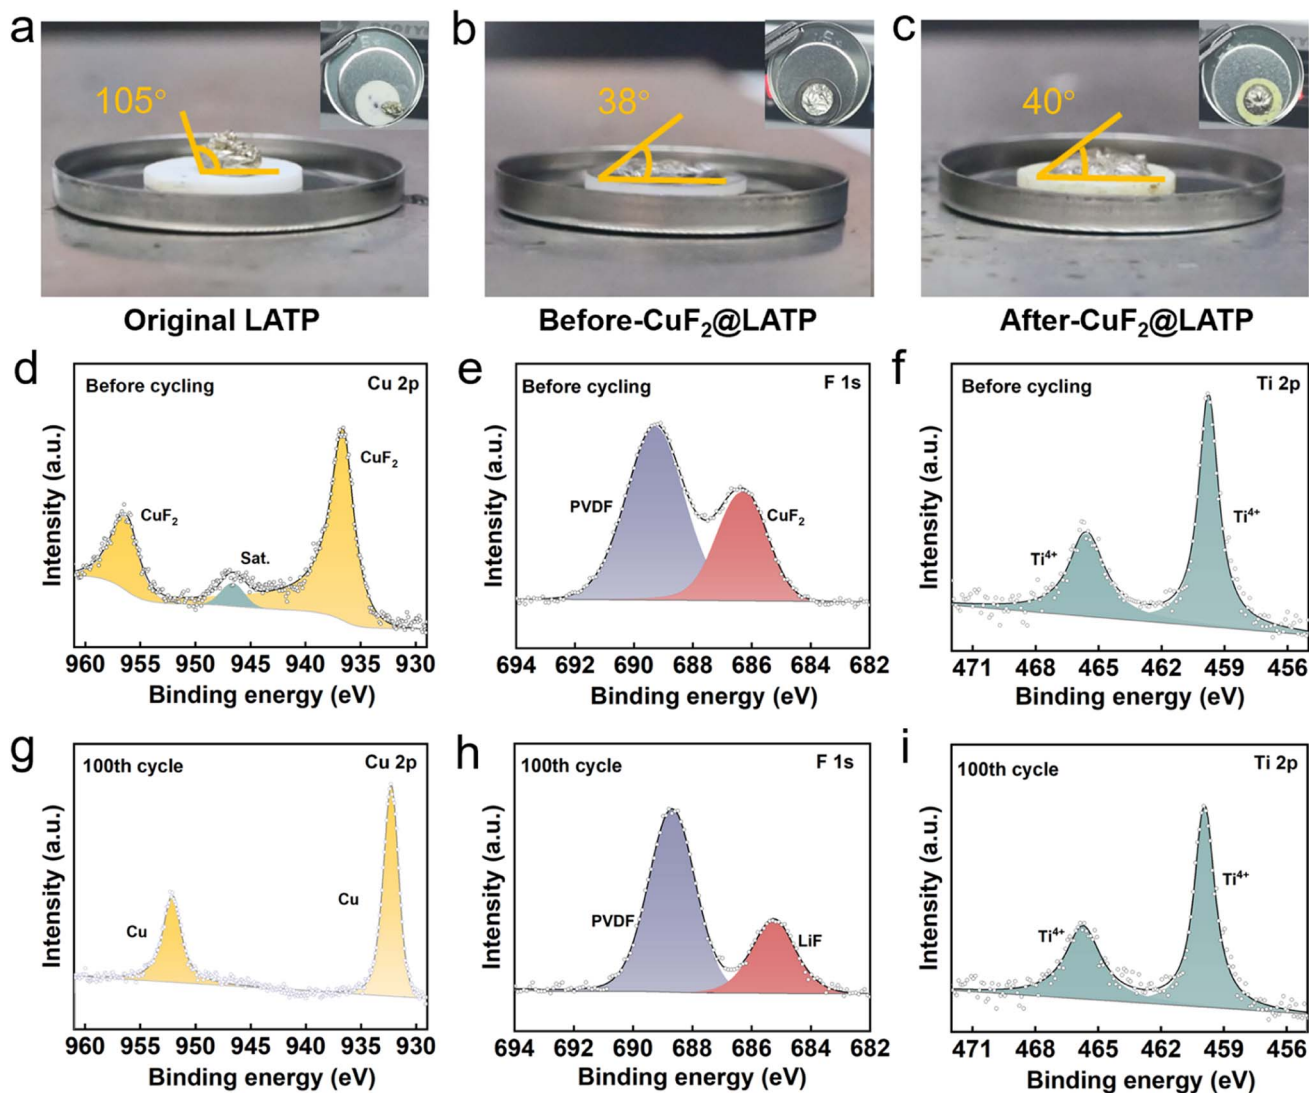 a
b
c
105°
38°
40°
Original LATP
Before-CuF₂@LATP
After-CuF₂@LATP
d
Before cycling
Cu 2p
CuF₂
CuF₂
Sat.
Intensity (a.u.)
960 955 950 945 940 935 930
Binding energy (eV)
e
Before cycling
F 1s
PVDF
CuF₂
Intensity (a.u.)
694 692 690 688 686 684 682
Binding energy (eV)
f
Before cycling
Ti 2p
Ti⁴⁺
Ti⁴⁺
Intensity (a.u.)
471 468 465 462 459 456
Binding energy (eV)
g
100th cycle
Cu 2p
Cu
Cu
Intensity (a.u.)
960 955 950 945 940 935 930
Binding energy (eV)
h
100th cycle
F 1s
PVDF
LiF
Intensity (a.u.)
694 692 690 688 686 684 682
Binding energy (eV)
i
100th cycle
Ti 2p
Ti⁴⁺
Ti⁴⁺
Intensity (a.u.)
471 468 465 462 459 456
Binding energy (eV)